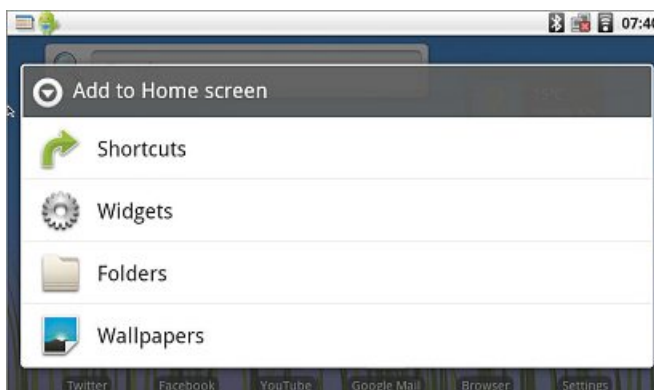 07:40
Add to Home screen
Shortcuts
Widgets
Folders
Wallpapers
Twitter Facebook YouTube Google Mail Browser Settings